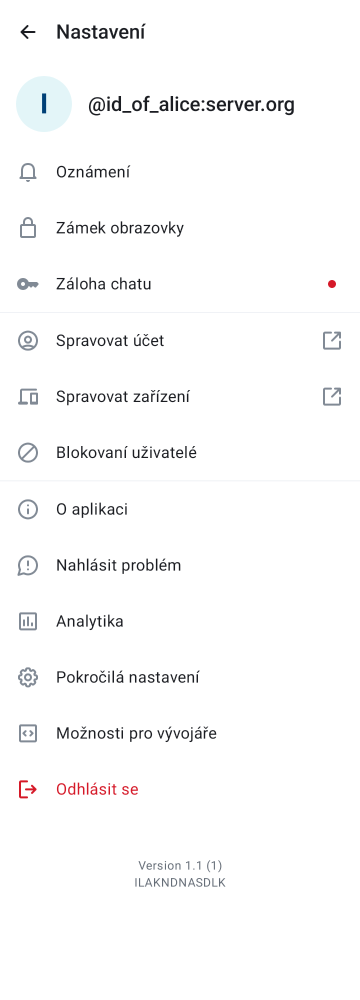 Nastavení
I
@id_of_alice:server.org
Oznámení
Zámek obrazovky
Záloha chatu
Spravovat účet
Spravovat zařízení
Blokovaní uživatelé
O aplikaci
Nahlásit problém
Analytika
Pokročilá nastavení
Možnosti pro vývojáře
Odhlásit se
Version 1.1 (1)
ILAKNDNASDLK